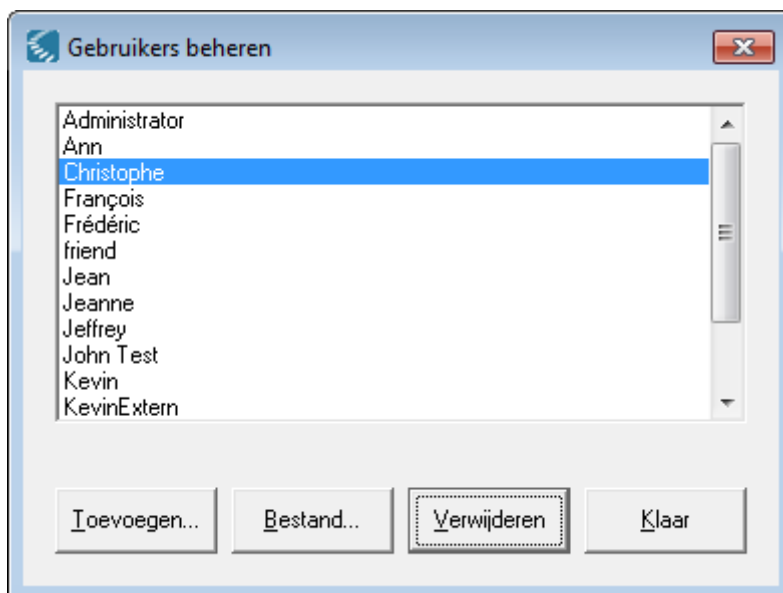 Gebruikers beheren
Administrator
Ann
Christophe
François
Frédéric
friend
Jean
Jeanne
Jeffrey
John Test
Kevin
KevinExtern
Toevoegen... Bestand... Verwijderen Klaar